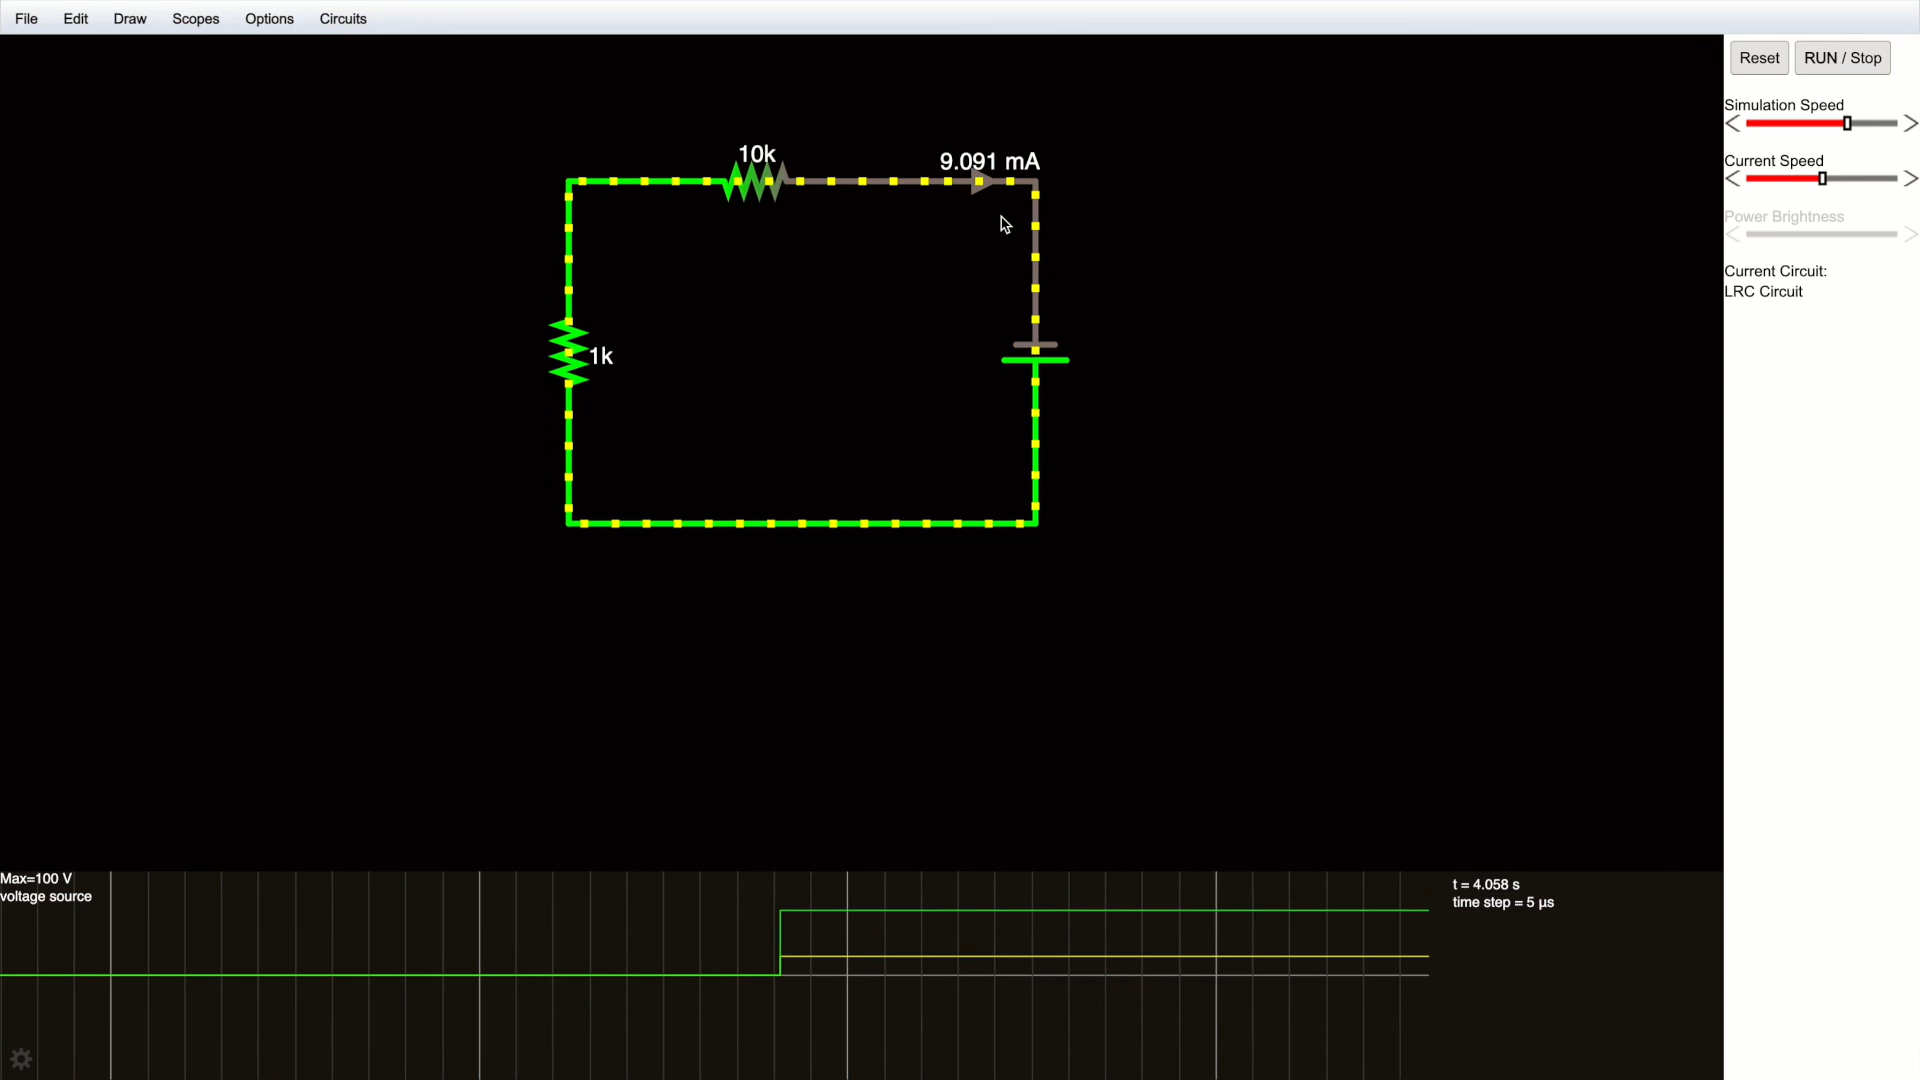 File Edit Draw Scopes Options Circuits
Reset RUN / Stop
Simulation Speed
Current Speed
Power Brightness
Current Circuit:
LRC Circuit
10k
9.091 mA
1k
Max=100 V
voltage source
t = 4.058 s
time step = 5 µs